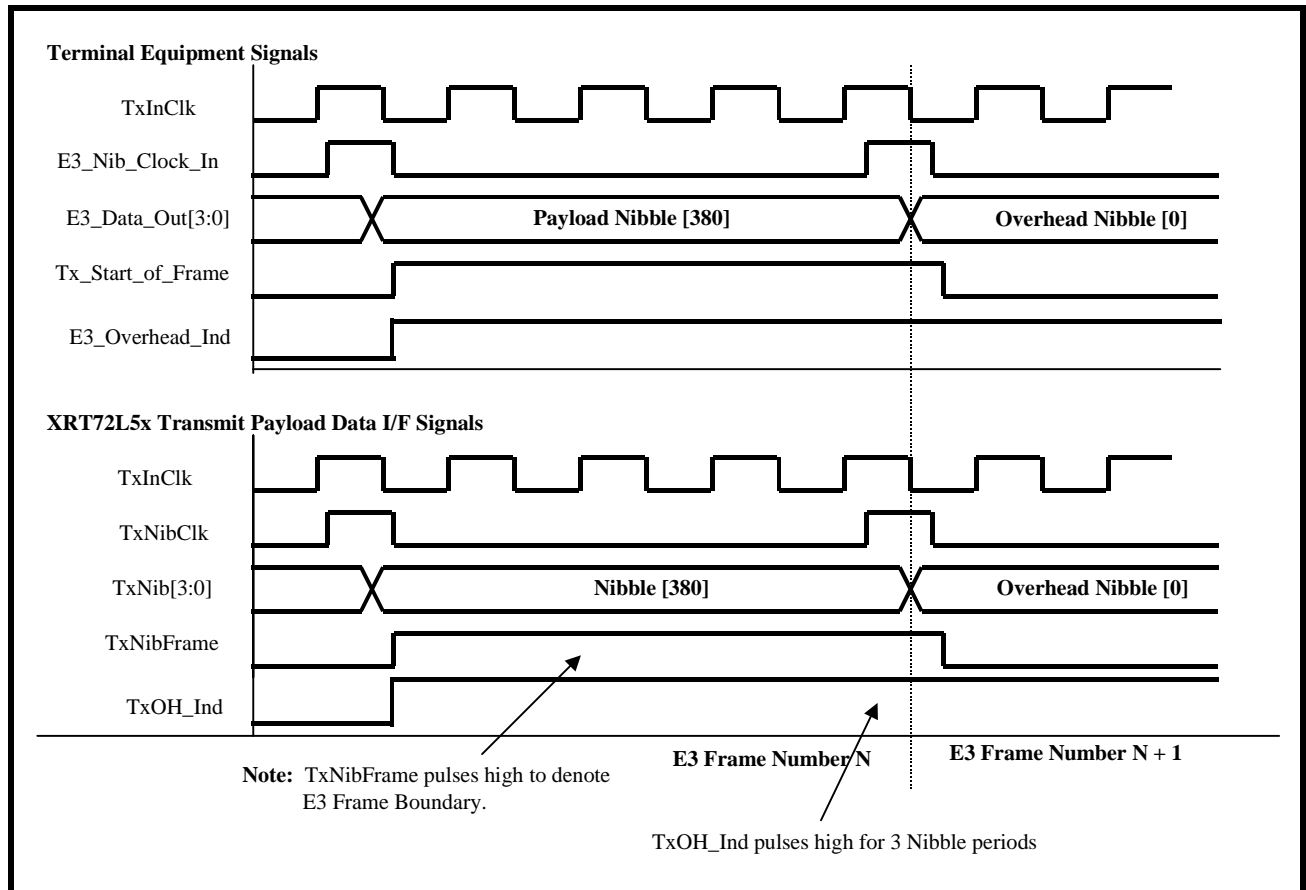 Terminal Equipment Signals
TxInClk
E3_Nib_Clock_In
E3_Data_Out[3:0]
Payload Nibble [380]
Overhead Nibble [0]
Tx_Start_of_Frame
E3_Overhead_Ind
XRT72L5x Transmit Payload Data I/F Signals
TxInClk
TxNibClk
TxNib[3:0]
Nibble [380]
Overhead Nibble [0]
TxNibFrame
TxOH_Ind
E3 Frame Number N
E3 Frame Number N + 1
Note: TxNibFrame pulses high to denote
E3 Frame Boundary.
TxOH_Ind pulses high for 3 Nibble periods